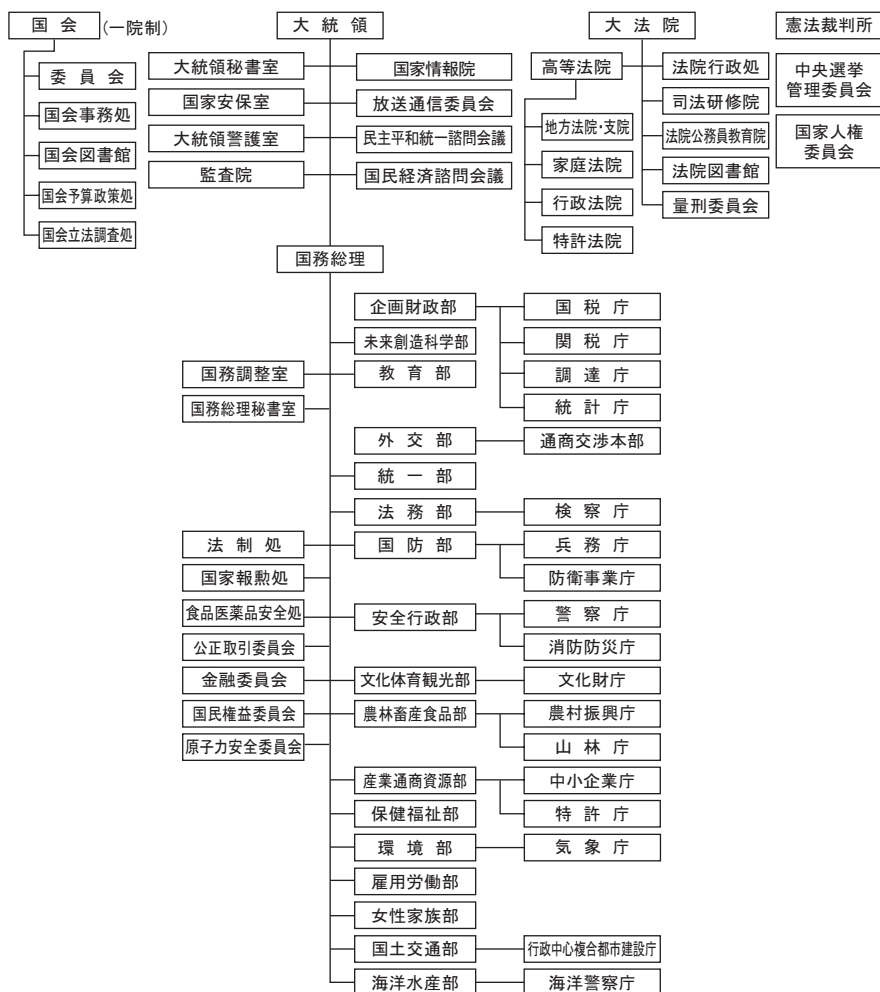 国会 (一院制)
委員会
国会事務処
国会図書館
国会予算政策処
国会立法調査処
大統領
大統領秘書室
国家安保室
大統領警護室
監査院
国家情報院
放送通信委員会
民主平和統一諮問会議
国民経済諮問会議
大法院
高等法院
地方法院・支院
家庭法院
行政法院
特許法院
法院行政処
司法研修院
法院公務員教育院
法院図書館
量刑委員会
憲法裁判所
中央選挙
管理委員会
国家人権
委員会
国務総理
国務調整室
国務総理秘書室
法制処
国家報勲処
食品医薬品安全処
公正取引委員会
金融委員会
国民権益委員会
原子力安全委員会
企画財政部
国税庁
関税庁
調達庁
統計庁
未来創造科学部
教育部
外交部
通商交渉本部
統一部
法務部
検察庁
国防部
兵務庁
防衛事業庁
安全行政部
警察庁
消防防災庁
文化体育観光部
文化財庁
農林畜産食品部
農村振興庁
山林庁
産業通商資源部
中小企業庁
特許庁
保健福祉部
環境部
気象庁
雇用労働部
女性家族部
国土交通部
行政中心複合都市建設庁
海洋水産部
海洋警察庁